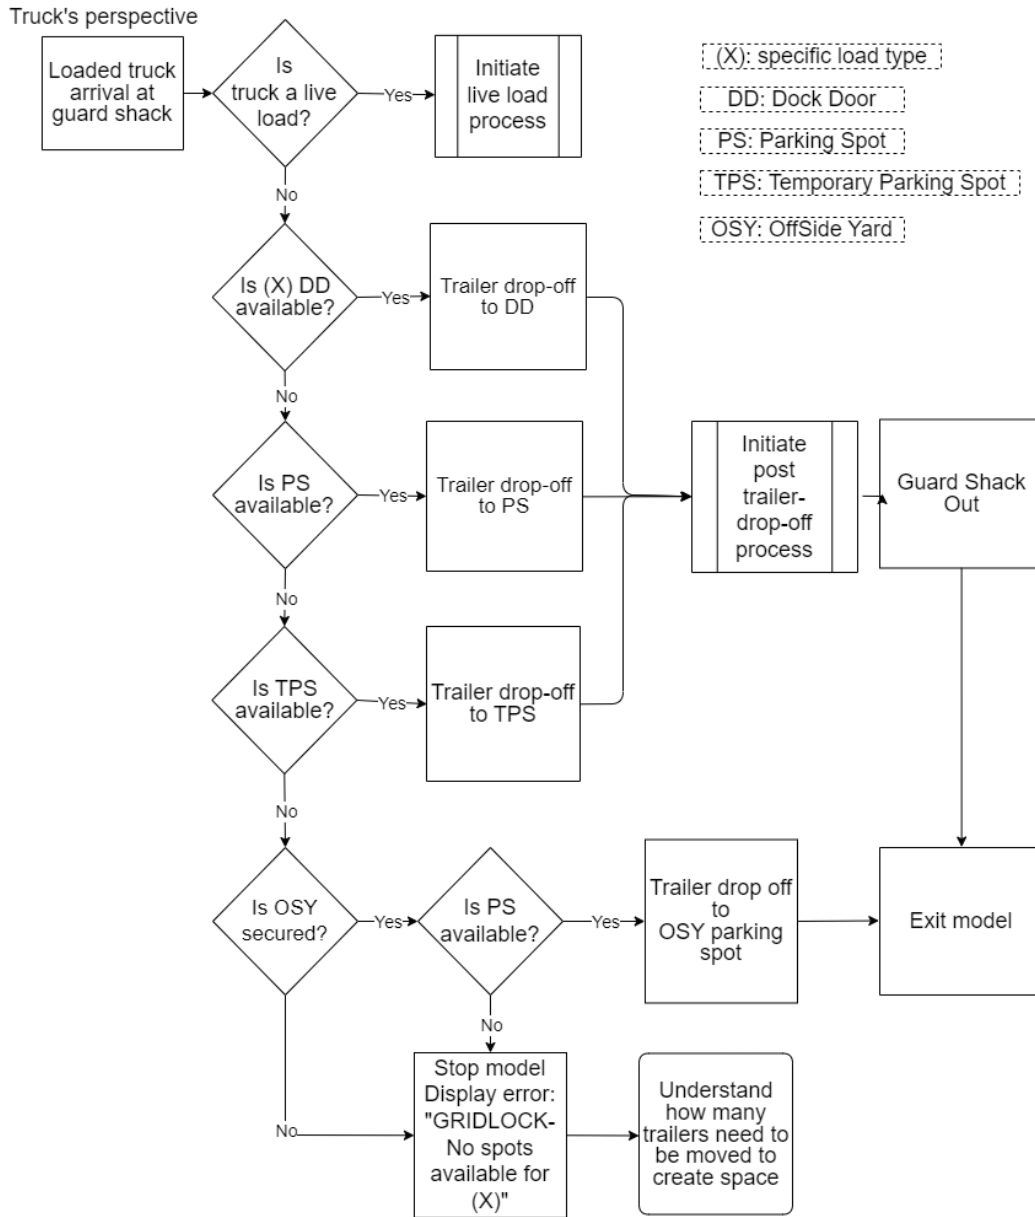 Truck's perspective
Loaded truck
arrival at
guard shack
Is
truck a live
load?
Yes
Initiate
live load
process
(X): specific load type
DD: Dock Door
PS: Parking Spot
TPS: Temporary Parking Spot
OSY: OffSide Yard
No
Is (X) DD
available?
Yes
Trailer drop-off
to DD
No
Is PS
available?
Yes
Trailer drop-off
to PS
Initiate
post
trailer-
drop-off
process
Guard Shack
Out
No
Is TPS
available?
Yes
Trailer drop-off
to TPS
No
Is OSY
secured?
Yes
Is PS
available?
Yes
Trailer drop off
to
OSY parking
spot
Exit model
No
No
Stop model
Display error:
"GRIDLOCK-
No spots
available for
(X)"
Understand
how many
trailers need to
be moved to
create space